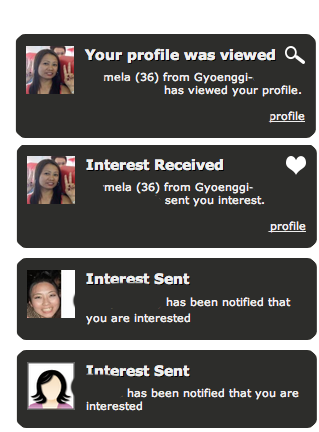 Your profile was viewed
mela (36) from Gyoenggi-
has viewed your profile.
profile
Interest Received
mela (36) from Gyoenggi-
sent you interest.
profile
Interest Sent
has been notified that
you are interested
Interest Sent
has been notified that you are
interested